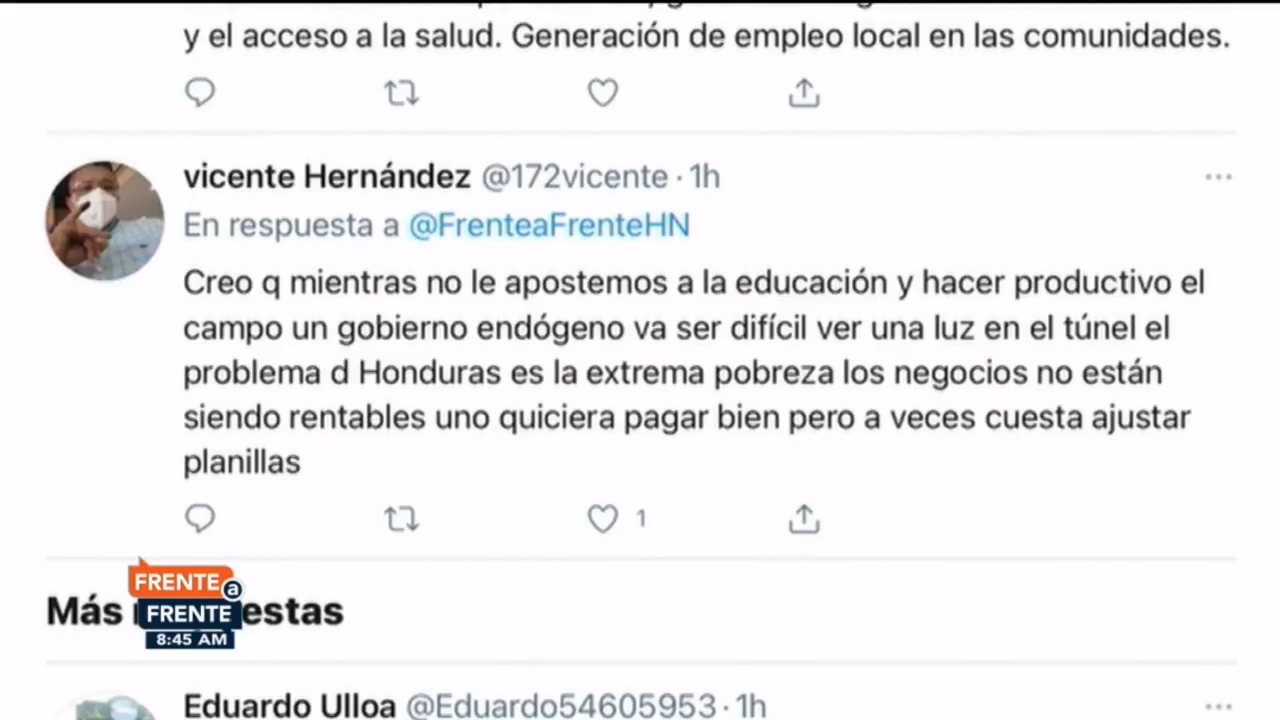 y el acceso a la salud. Generación de empleo local en las comunidades.
vicente Hernández @172vicente · 1h
En respuesta a @FrenteaFrenteHN
Creo q mientras no le apostemos a la educación y hacer productivo el
campo un gobierno endógeno va ser difícil ver una luz en el túnel el
problema d Honduras es la extrema pobreza los negocios no están
siendo rentables uno quiciera pagar bien pero a veces cuesta ajustar
planillas
1
FRENTE a
FRENTE
8:45 AM
Más estas
Eduardo Ulloa @Eduardo54605953 · 1h